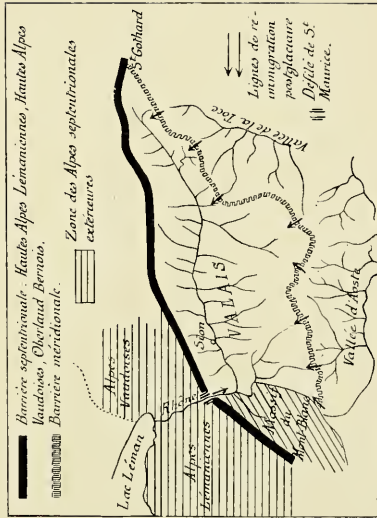 Barrière septentrionale - Hautes Alpes Lémaniennes, Hautes Alpes
Vaudoises, Oberland Bernois.
Barrière méridionale.
Zone des Alpes septentrionales
extérieures
St Gothard
Lac Léman
Alpes
Vaudoises
Rhône
Alpes
Lémaniennes
Sion
VALAIS
Massif
du
Mont-Blanc
Vallée d'Aoste
Vallée de la Toce
Lignes de ré-
immigration
postglaciaire
Défilé de St
Maurice.